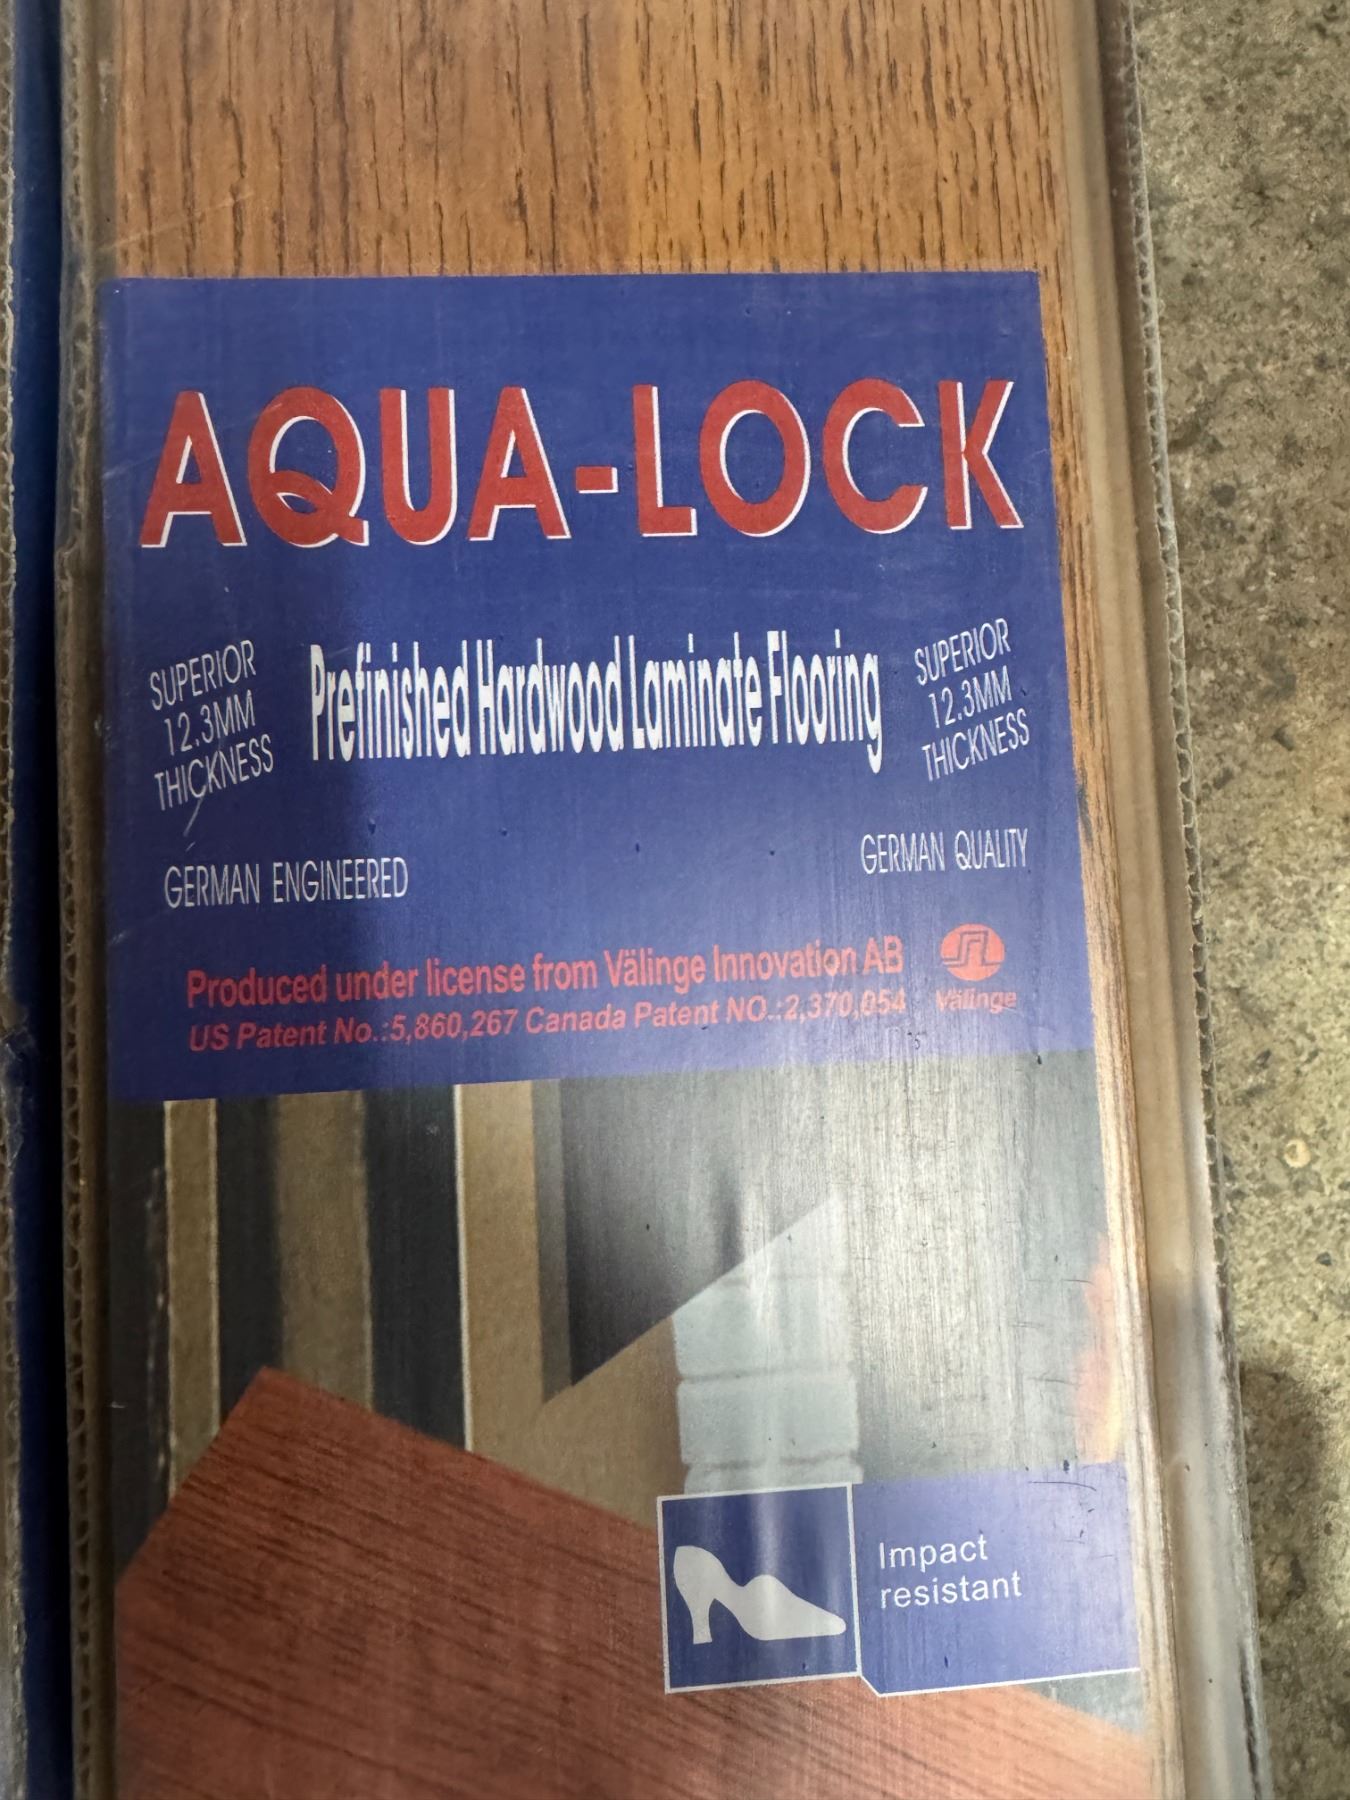 AQUA-LOCK
SUPERIOR
12.3MM
THICKNESS
Prefinished Hardwood Laminate Flooring
SUPERIOR
12.3MM
THICKNESS
GERMAN ENGINEERED
GERMAN QUALITY
Produced under license from Välinge Innovation AB
US Patent No.:5,860,267 Canada Patent NO.:2,370,054
Välinge
Impact
resistant